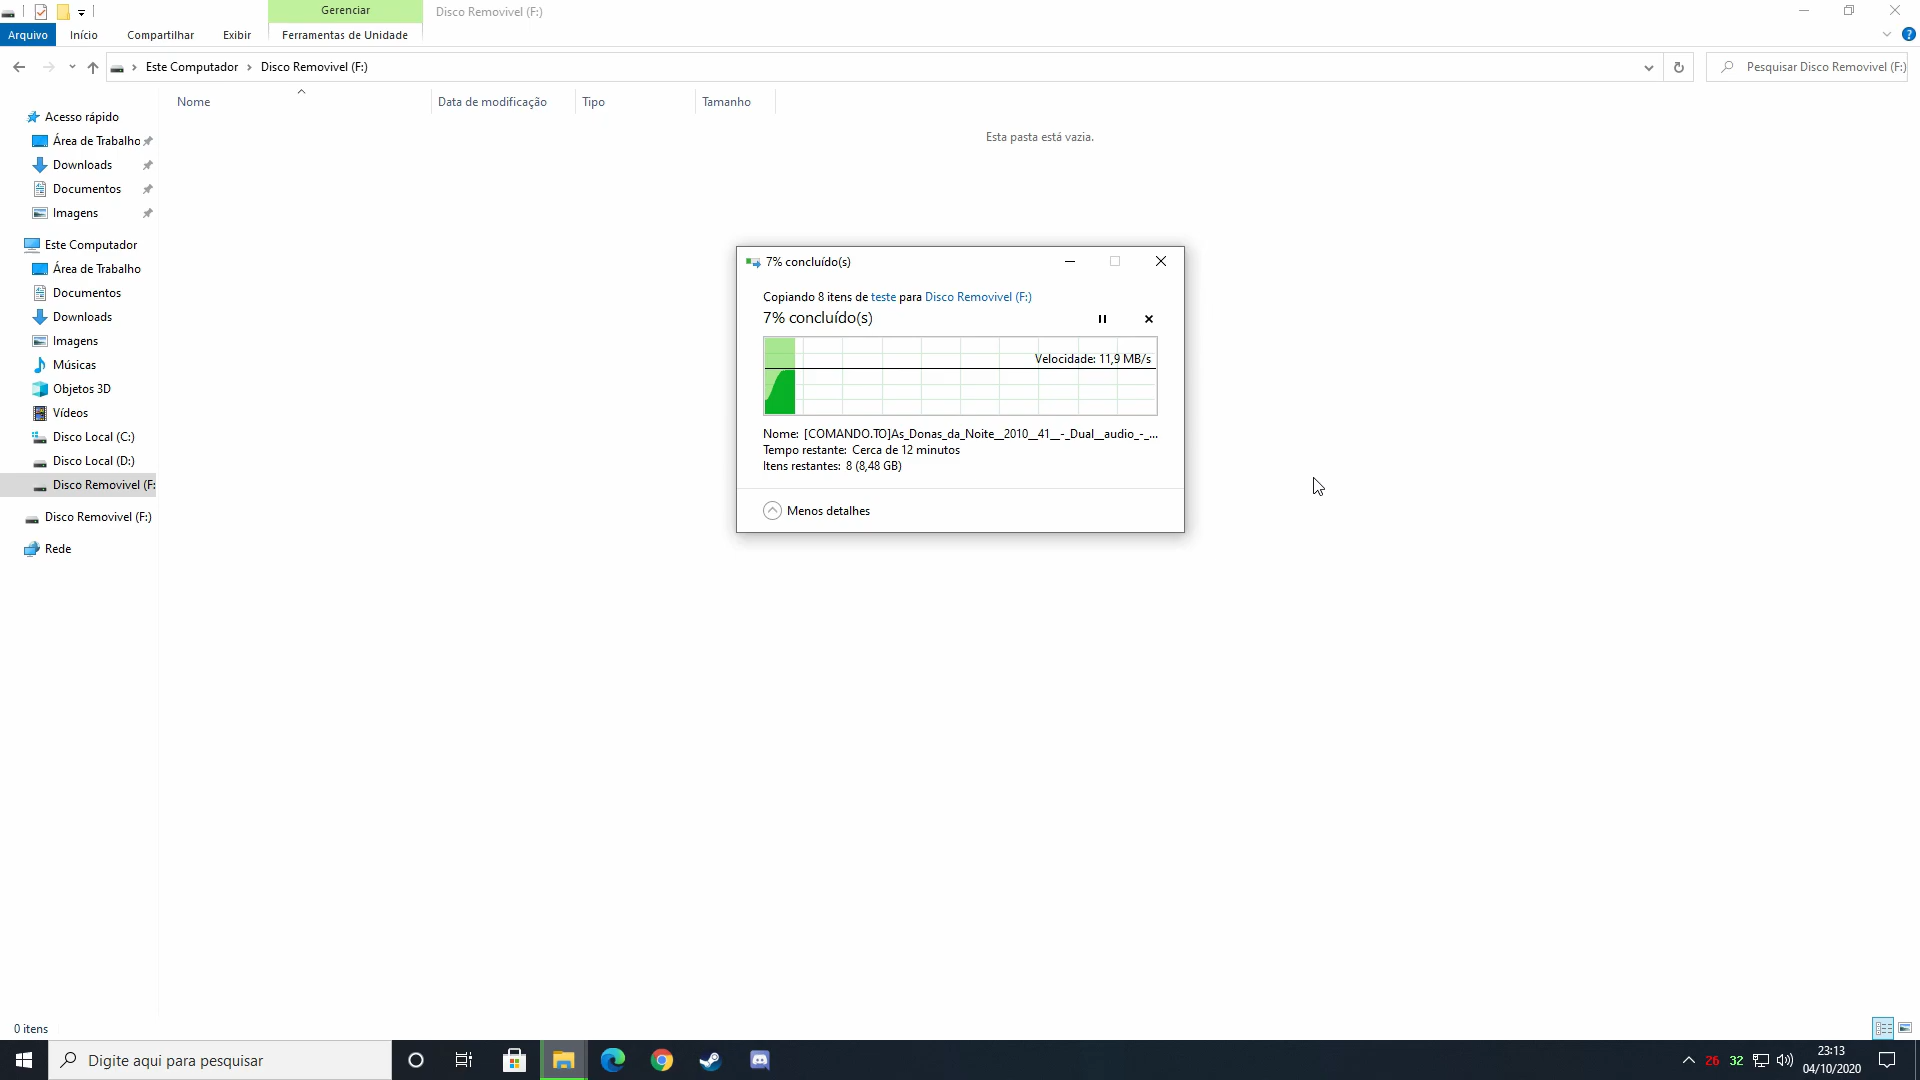 Gerenciar
Disco Removivel (F:)
Arquivo
Início
Compartilhar
Exibir
Ferramentas de Unidade
?
Este Computador
Disco Removivel (F:)
Pesquisar Disco Removivel (F:)
Nome
Data de modificação
Tipo
Tamanho
Esta pasta está vazia.
Acesso rápido
Área de Trabalho
Downloads
Documentos
Imagens
Este Computador
Área de Trabalho
Documentos
Downloads
Imagens
Músicas
Objetos 3D
Vídeos
Disco Local (C:)
Disco Local (D:)
Disco Removivel (F:
Disco Removivel (F:)
Rede
7% concluído(s)
Copiando 8 itens de teste para Disco Removivel (F:)
7% concluído(s)
Velocidade: 11,9 MB/s
Nome: [COMANDO.TO]As_Donas_da_Noite__2010__41__-_Dual__audio_-_...
Tempo restante: Cerca de 12 minutos
Itens restantes: 8 (8,48 GB)
Menos detalhes
0 itens
Digite aqui para pesquisar
26
32
23:13
04/10/2020